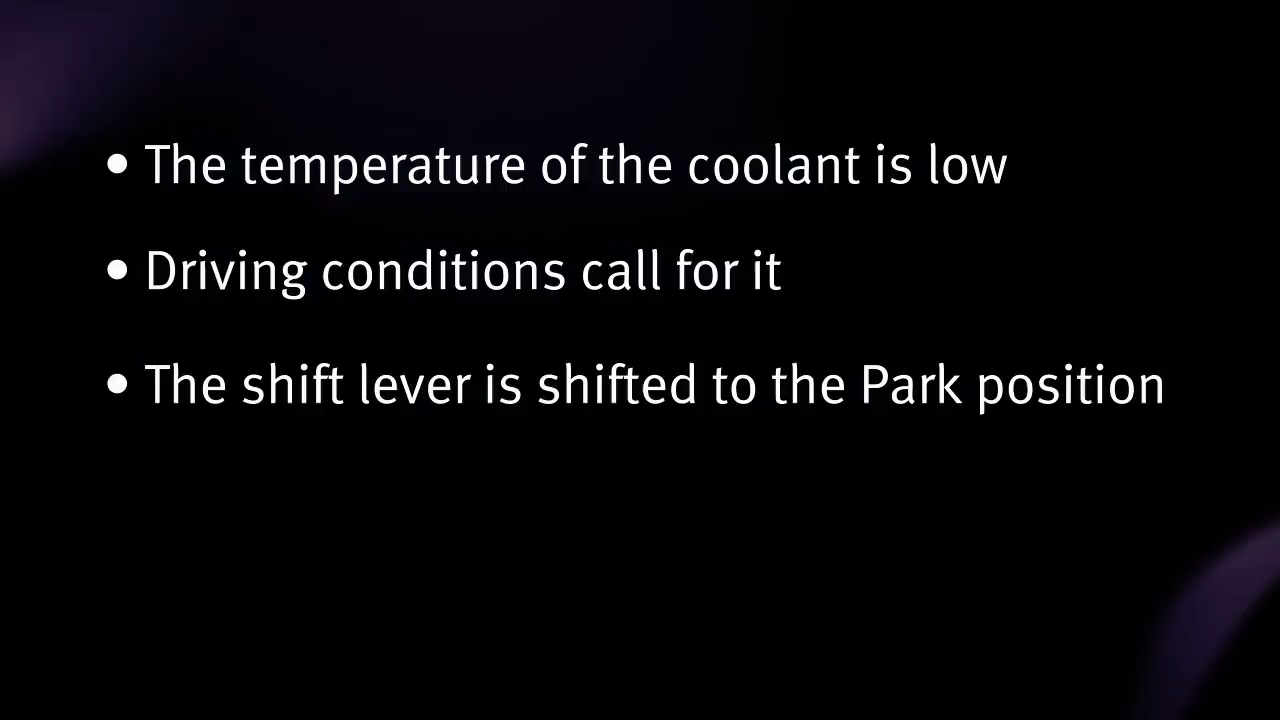 • The temperature of the coolant is low
• Driving conditions call for it
• The shift lever is shifted to the Park position